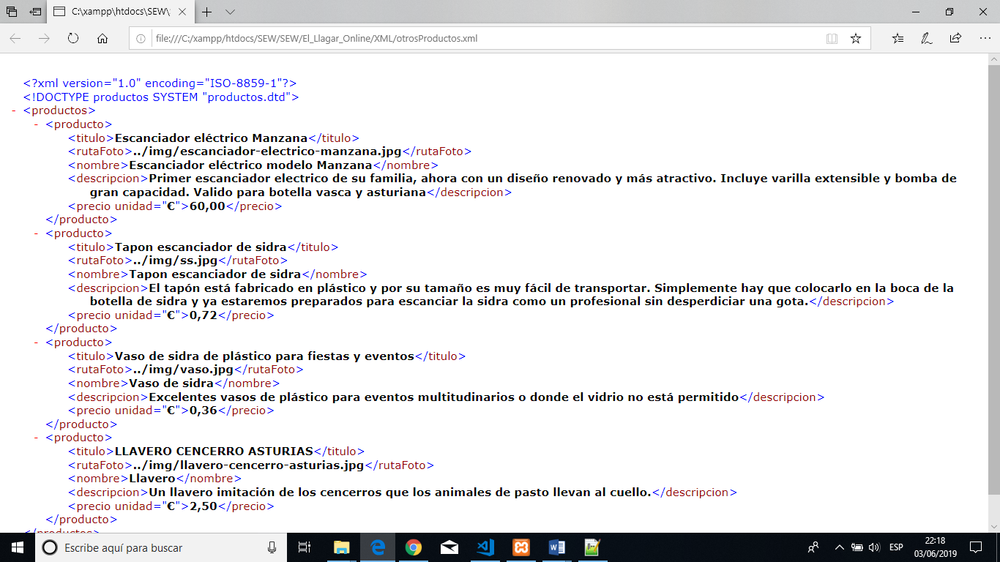 C:\xampp\htdocs\SEW\
file:///C:/xampp/htdocs/SEW/SEW/El_Llagar_Online/XML/otrosProductos.xml
<?xml version="1.0" encoding="ISO-8859-1"?>
<!DOCTYPE productos SYSTEM "productos.dtd">
- <productos>
- <producto>
<titulo>Escanciador eléctrico Manzana</titulo>
<rutaFoto>../img/escanciador-electrico-manzana.jpg</rutaFoto>
<nombre>Escanciador eléctrico modelo Manzana</nombre>
<descripcion>Primer escanciador electrico de su familia, ahora con un diseño renovado y más atractivo. Incluye varilla extensible y bomba de
gran capacidad. Valido para botella vasca y asturiana</descripcion>
<precio unidad="€">60,00</precio>
</producto>
- <producto>
<titulo>Tapon escanciador de sidra</titulo>
<rutaFoto>../img/ss.jpg</rutaFoto>
<nombre>Tapon escanciador de sidra</nombre>
<descripcion>El tapón está fabricado en plástico y por su tamaño es muy fácil de transportar. Simplemente hay que colocarlo en la boca de la
botella de sidra y ya estaremos preparados para escanciar la sidra como un profesional sin desperdiciar una gota.</descripcion>
<precio unidad="€">0,72</precio>
</producto>
- <producto>
<titulo>Vaso de sidra de plástico para fiestas y eventos</titulo>
<rutaFoto>../img/vaso.jpg</rutaFoto>
<nombre>Vaso de sidra</nombre>
<descripcion>Excelentes vasos de plástico para eventos multitudinarios o donde el vidrio no está permitido</descripcion>
<precio unidad="€">0,36</precio>
</producto>
- <producto>
<titulo>LLAVERO CENCERRO ASTURIAS</titulo>
<rutaFoto>../img/llavero-cencerro-asturias.jpg</rutaFoto>
<nombre>Llavero</nombre>
<descripcion>Un llavero imitación de los cencerros que los animales de pasto llevan al cuello.</descripcion>
<precio unidad="€">2,50</precio>
</producto>
</productos>
Escribe aquí para buscar
ESP
22:18
03/06/2019